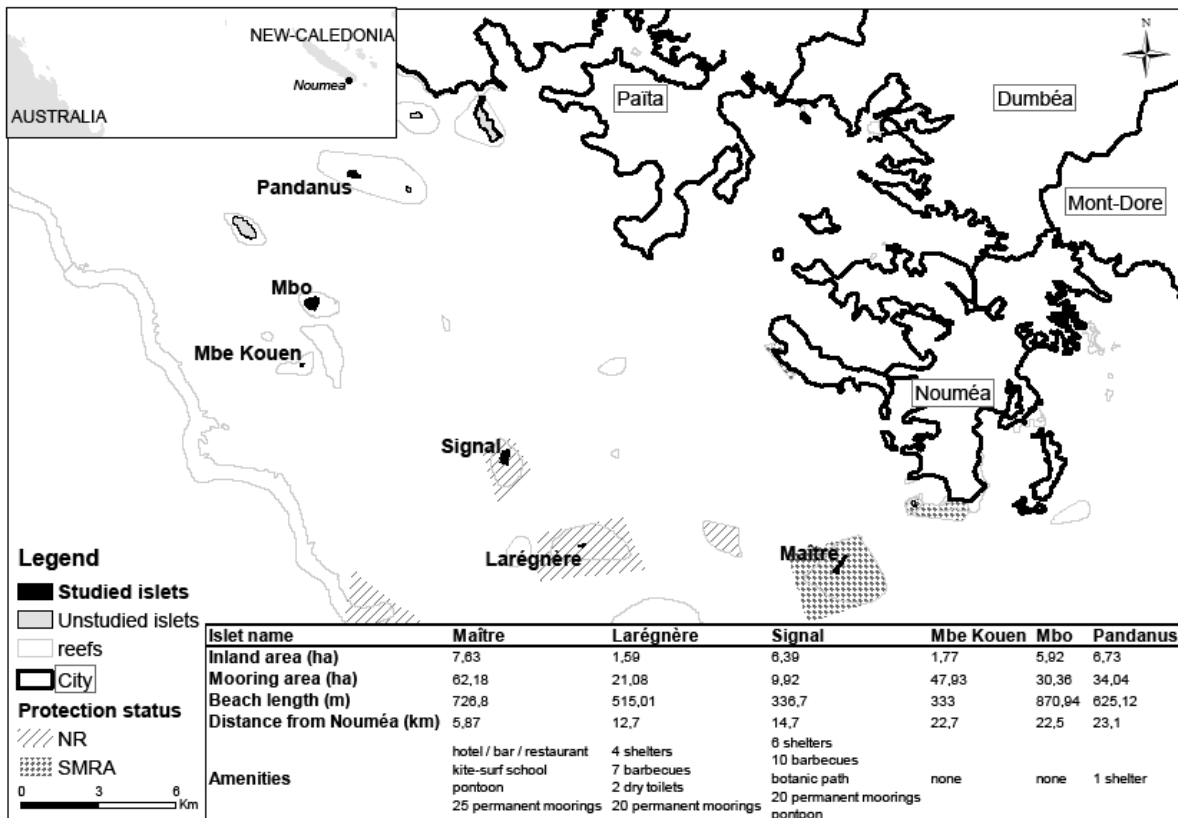 NEW-CALEDONIA
Noumea
AUSTRALIA
N
Païta
Dumbéa
Mont-Dore
Pandanus
Mbo
Mbe Kouen
Nouméa
Signal
Larégnère
Maître
Legend
Studied islets
Unstudied islets
reefs
City
Protection status
NR
SMRA
0 3 6
Km
Islet name Maître Larégnère Signal Mbe Kouen Mbo Pandanus
Inland area (ha) 7,63 1,59 6,39 1,77 5,92 6,73
Mooring area (ha) 62,18 21,08 9,92 47,93 30,36 34,04
Beach length (m) 726,8 515,01 336,7 333 870,94 625,12
Distance from Nouméa (km) 5,87 12,7 14,7 22,7 22,5 23,1
Amenities
hotel / bar / restaurant
kite-surf school
pontoon
25 permanent moorings
4 shelters
7 barbecues
2 dry toilets
20 permanent moorings
6 shelters
10 barbecues
botanic path
20 permanent moorings
pontoon
none
none
1 shelter